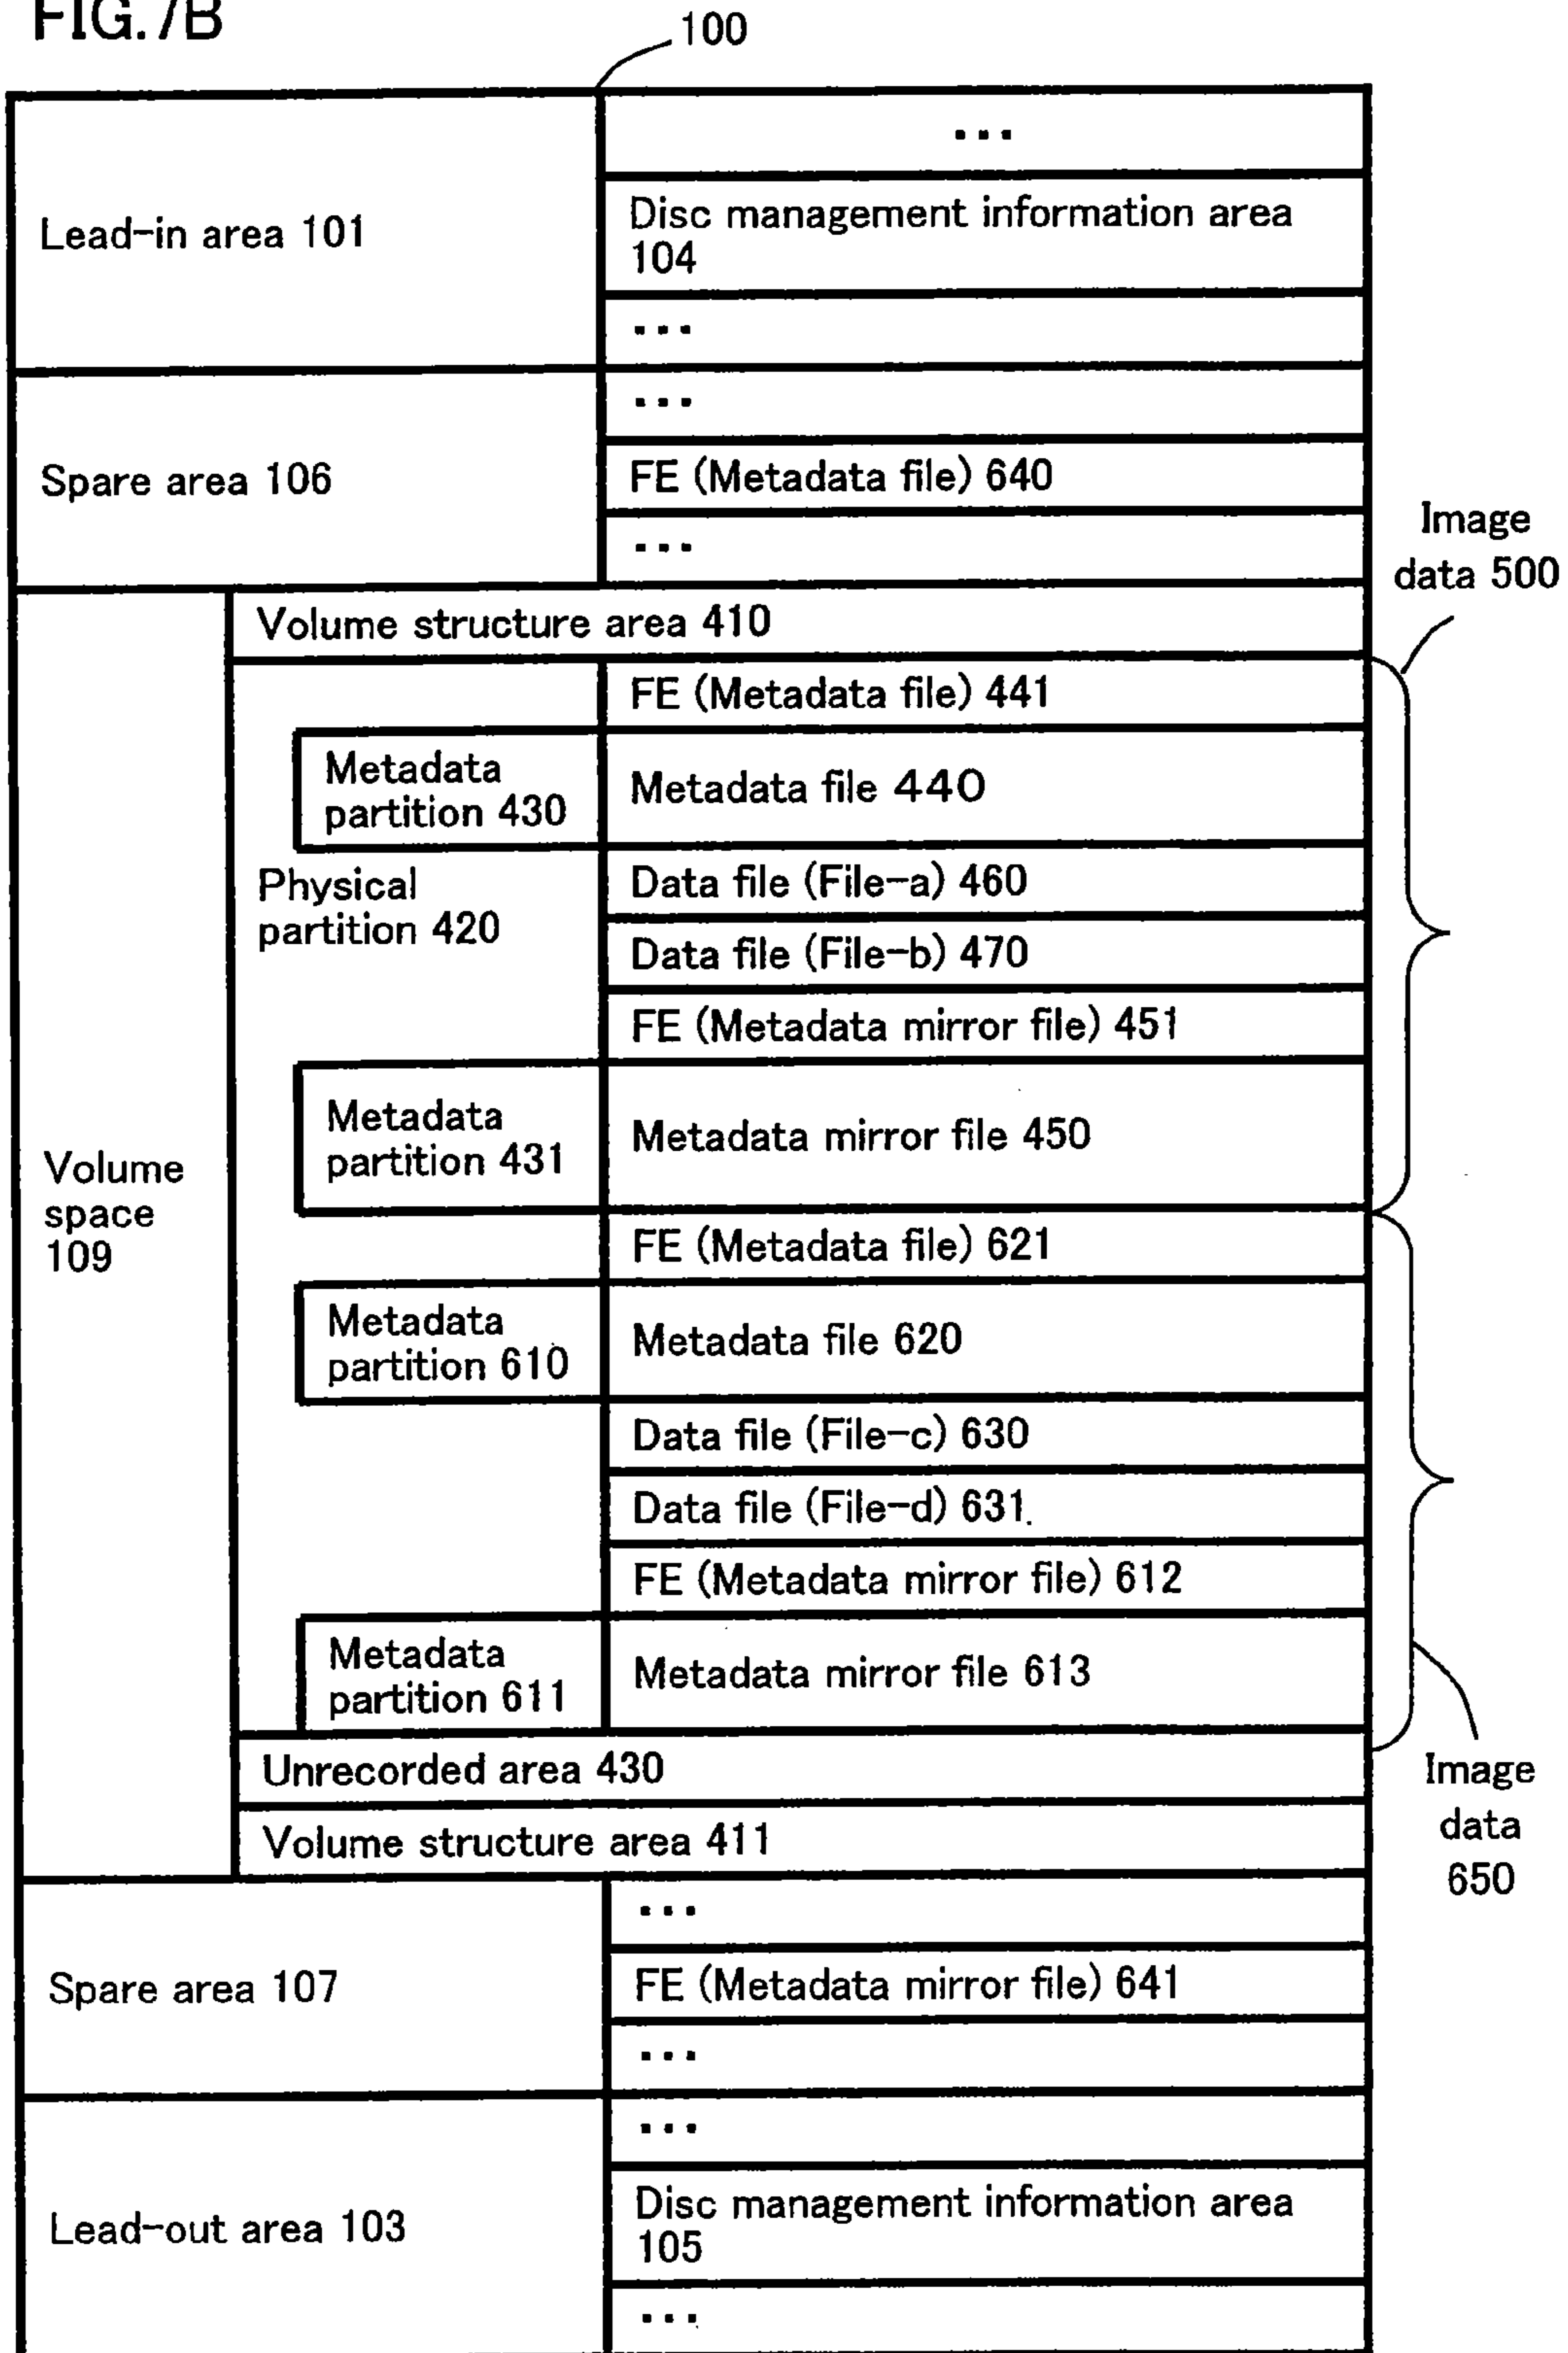 FIG. 7B
100
...
Lead-in area 101
Disc management information area
104
...
...
Spare area 106
FE (Metadata file) 640
...
Image
data 500
Volume structure area 410
FE (Metadata file) 441
Metadata
partition 430
Metadata file 440
Physical
partition 420
Data file (File-a) 460
Data file (File-b) 470
FE (Metadata mirror file) 451
Metadata
partition 431
Metadata mirror file 450
Volume
space
109
FE (Metadata file) 621
Metadata
partition 610
Metadata file 620
Data file (File-c) 630
Data file (File-d) 631.
FE (Metadata mirror file) 612
Metadata
partition 611
Metadata mirror file 613
Unrecorded area 430
Image
data
650
Volume structure area 411
...
Spare area 107
FE (Metadata mirror file) 641
...
...
Lead-out area 103
Disc management information area
105
...